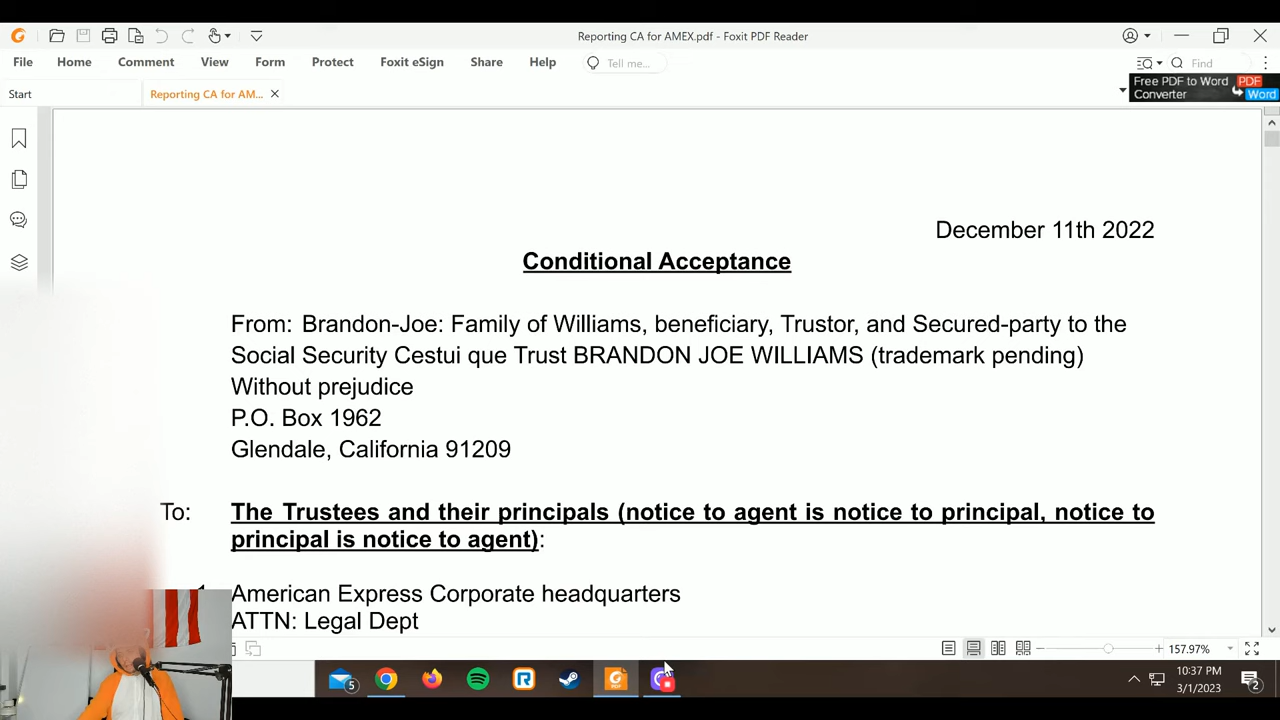 Reporting CA for AMEX.pdf - Foxit PDF Reader
File Home Comment View Form Protect Foxit eSign Share Help Tell me... Find
Start Reporting CA for AM...
Free PDF to Word PDF
Converter Word
December 11th 2022
Conditional Acceptance
From: Brandon-Joe: Family of Williams, beneficiary, Trustor, and Secured-party to the
Social Security Cestui que Trust BRANDON JOE WILLIAMS (trademark pending)
Without prejudice
P.O. Box 1962
Glendale, California 91209
To: The Trustees and their principals (notice to agent is notice to principal, notice to
principal is notice to agent):
American Express Corporate headquarters
ATTN: Legal Dept
157.97%
5
10:37 PM
3/1/2023
2